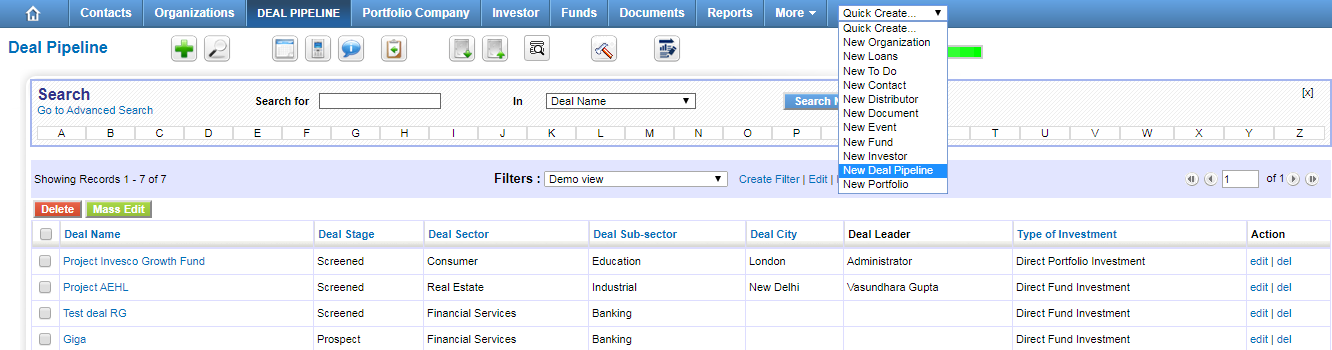 Contacts Organizations DEAL PIPELINE Portfolio Company Investor Funds Documents Reports More Quick Create...
Deal Pipeline
Quick Create...
New Organization
New Loans
New To Do
New Contact
New Distributor
New Document
New Event
New Fund
New Investor
New Deal Pipeline
New Portfolio
Search
Go to Advanced Search
Search for In Deal Name Search [x]
A B C D E F G H I J K L M N O P T U V W X Y Z
Showing Records 1 - 7 of 7 Filters : Demo view Create Filter | Edit | 1 of 1
Delete Mass Edit
Deal Name Deal Stage Deal Sector Deal Sub-sector Deal City Deal Leader Type of Investment Action
Project Invesco Growth Fund Screened Consumer Education London Administrator Direct Portfolio Investment edit | del
Project AEHL Screened Real Estate Industrial New Delhi Vasundhara Gupta Direct Fund Investment edit | del
Test deal RG Screened Financial Services Banking Direct Fund Investment edit | del
Giga Prospect Financial Services Banking Direct Fund Investment edit | del